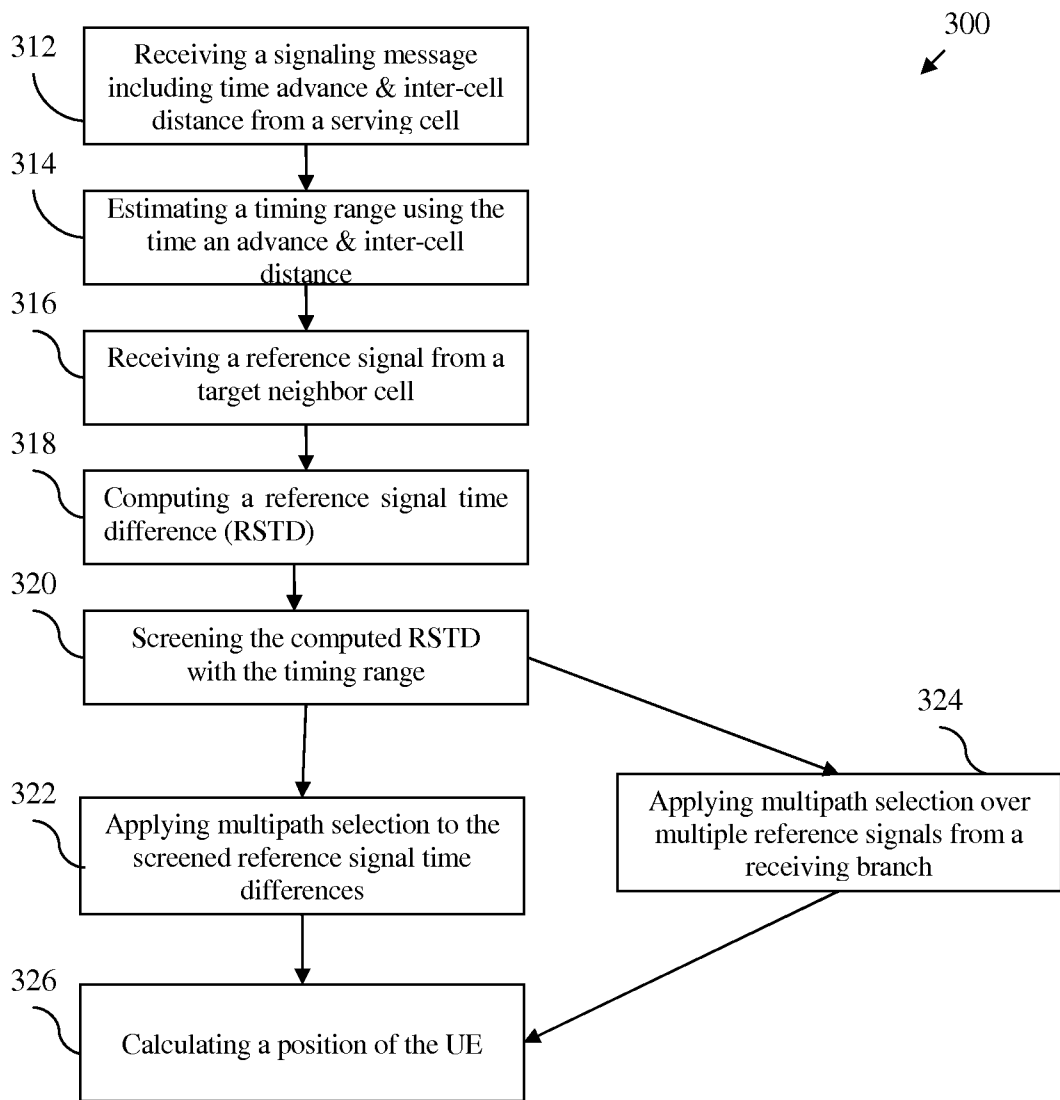 300
312
Receiving a signaling message
including time advance & inter-cell
distance from a serving cell
314
Estimating a timing range using the
time an advance & inter-cell
distance
316
Receiving a reference signal from a
target neighbor cell
318
Computing a reference signal time
difference (RSTD)
320
Screening the computed RSTD
with the timing range
324
Applying multipath selection over
multiple reference signals from a
receiving branch
322
Applying multipath selection to the
screened reference signal time
differences
326
Calculating a position of the UE